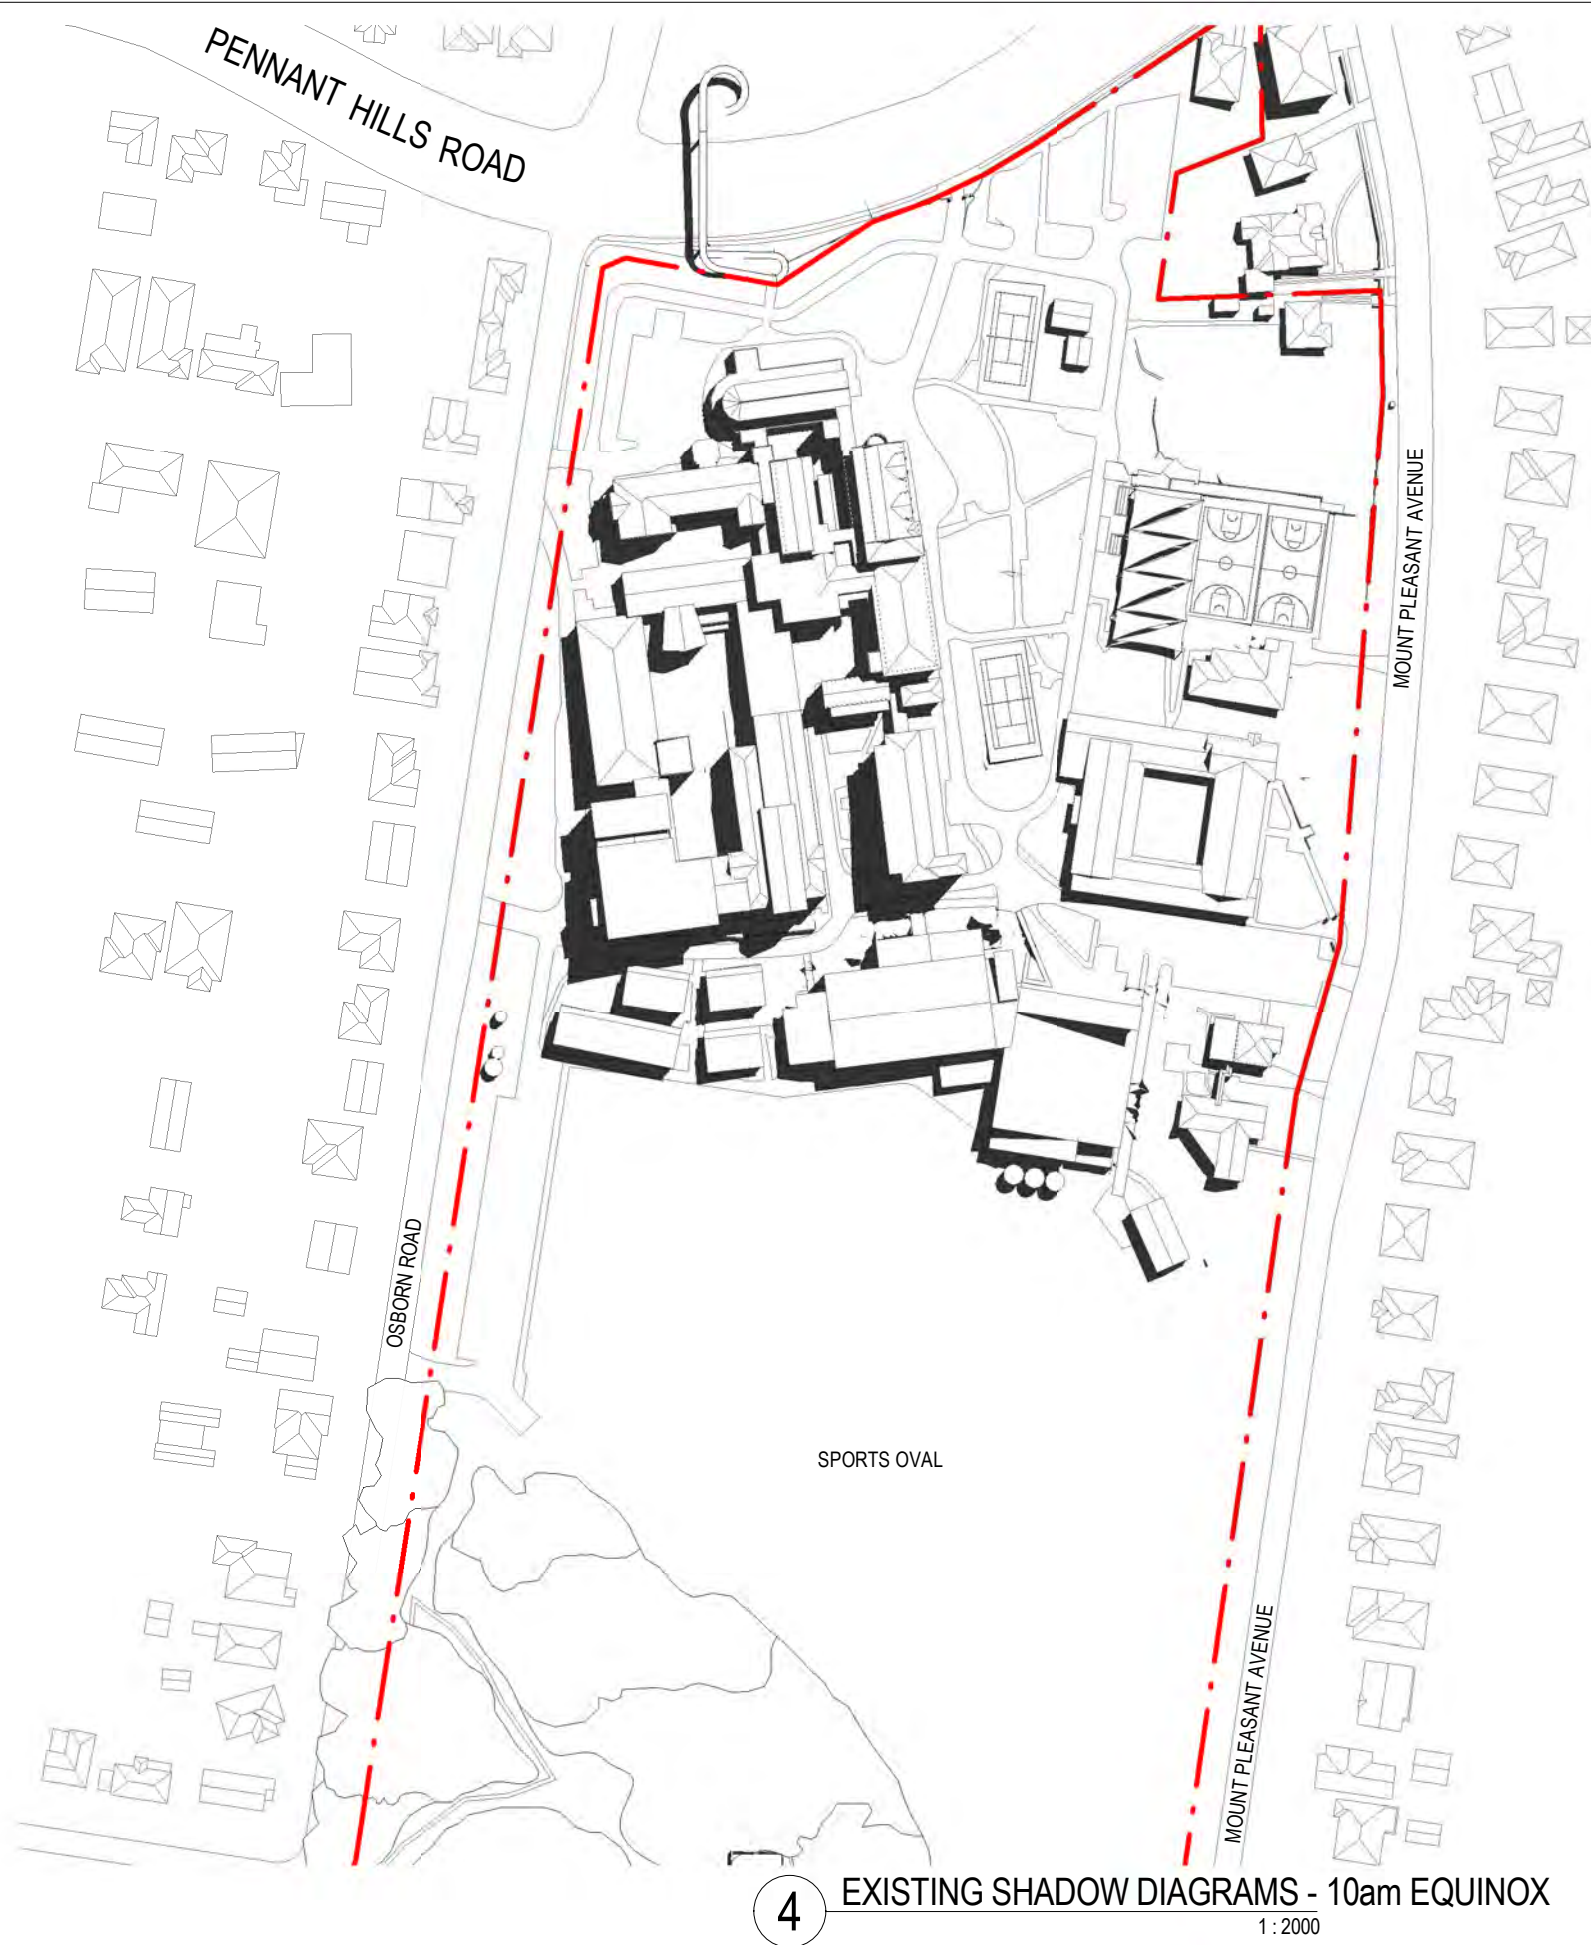 PENNANT HILLS ROAD
MOUNT PLEASANT AVENUE
OSBORN ROAD
SPORTS OVAL
MOUNT PLEASANT AVENUE
4
EXISTING SHADOW DIAGRAMS - 10am EQUINOX
1 : 2000